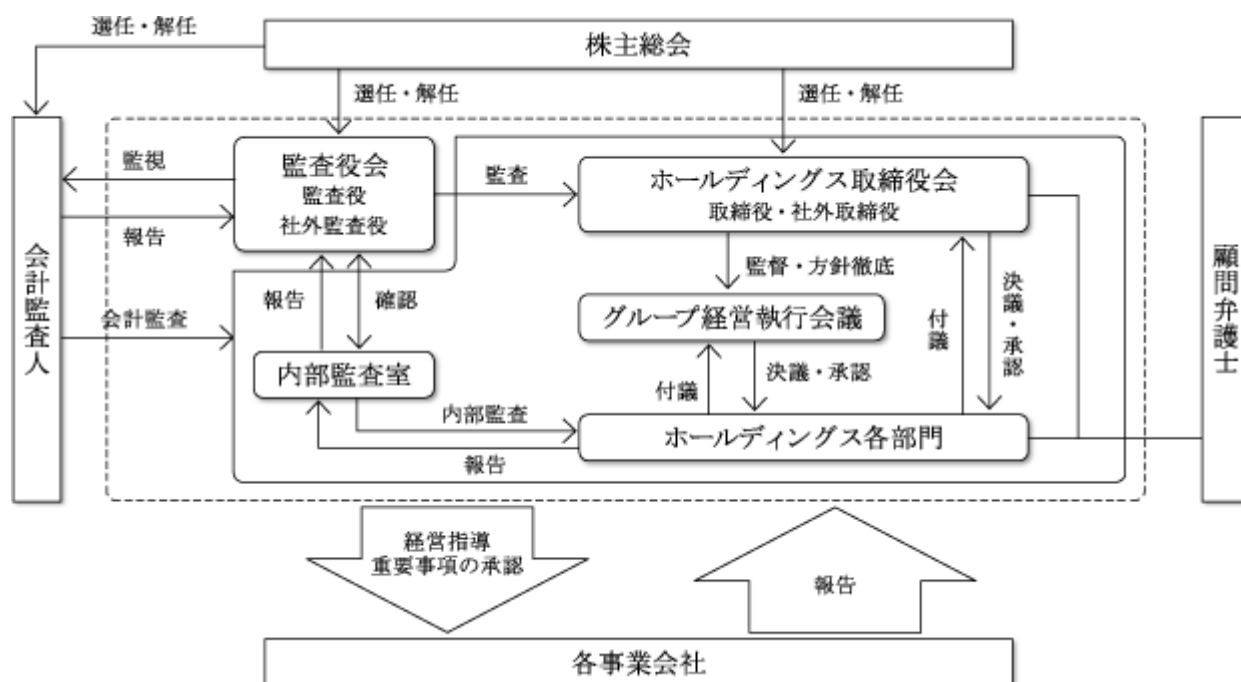 選任・解任
株主総会
選任・解任
選任・解任
監視
監査役会
監査役
社外監査役
監査
ホールディングス取締役会
取締役・社外取締役
報告
会計監査人
顧問弁護士
監督・方針徹底
報告
確認
グループ経営執行会議
付議
決議・承認
会計監査
内部監査室
付議
決議・承認
内部監査
ホールディングス各部門
報告
経営指導
重要事項の承認
報告
各事業会社